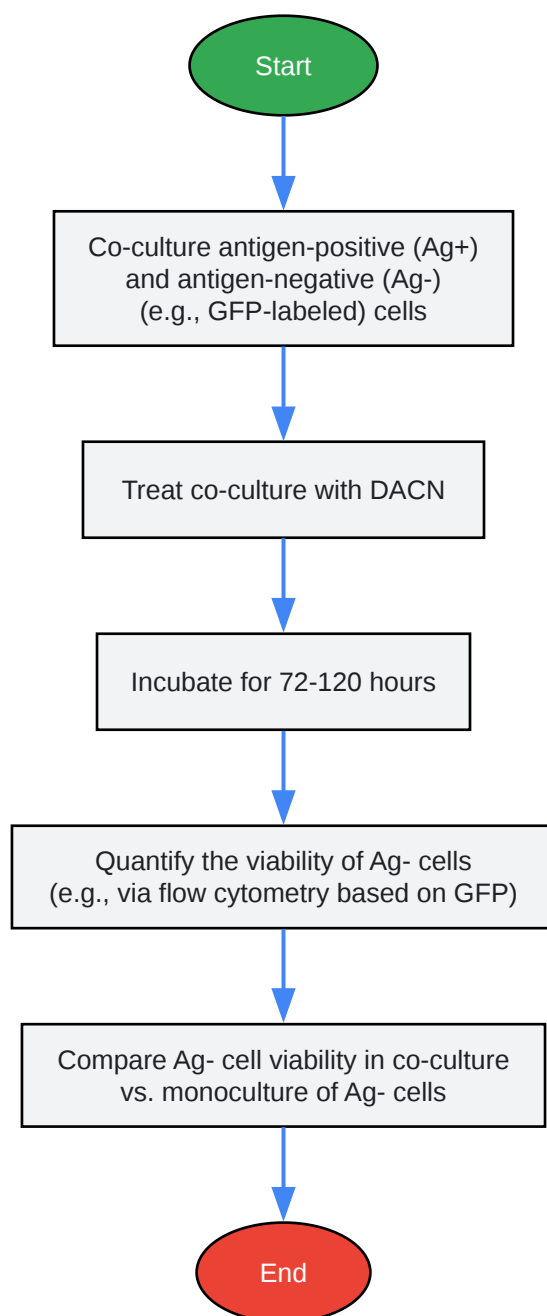 Start
Co-culture antigen-positive (Ag+)
and antigen-negative (Ag-)
(e.g., GFP-labeled) cells
Treat co-culture with DACN
Incubate for 72-120 hours
Quantify the viability of Ag- cells
(e.g., via flow cytometry based on GFP)
Compare Ag- cell viability in co-culture
vs. monoculture of Ag- cells
End